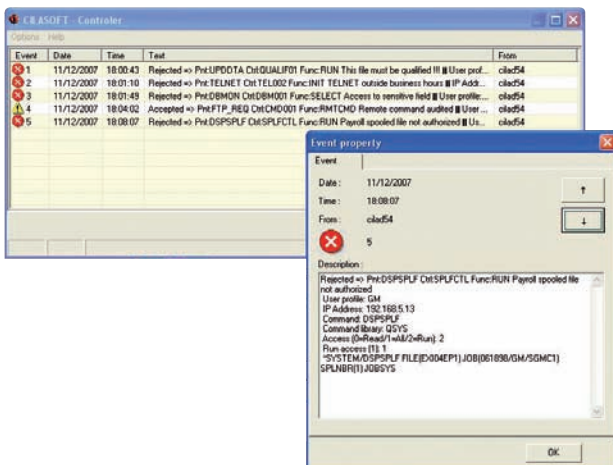 CILASOFT - Controler
Options Help
Event Date Time Text From
1 11/12/2007 18:00:43 Rejected => Pnt:UPDDTA Ctrl:QUALIF01 Func:RUN This file must be qualified !!! User prof... cilad54
2 11/12/2007 18:01:10 Rejected => Pnt:TELNET Ctrl:TEL002 Func:INIT TELNET outside business hours IP Addr... cilad54
3 11/12/2007 18:01:49 Rejected => Pnt:DBMON Ctrl:DBM001 Func:SELECT Access to sensitive field User profile:... cilad54
4 11/12/2007 18:04:02 Accepted => Pnt:FTP_REQ Ctrl:CMD001 Func:RMTCMD Remote command audited User ... cilad54
5 11/12/2007 18:08:07 Rejected => Pnt:DSPSPLF Ctrl:SPLFCTL Func:RUN Payroll spooled file not authorized Us... cilad54
Event property
Event
Date : 11/12/2007
Time : 18:08:07
From : cilad54
5
Description :
Rejected => Pnt:DSPSPLF Ctrl:SPLFCTL Func:RUN Payroll spooled file
not authorized
User profile: GM
IP Address: 192.168.5.13
Command: DSPSPLF
Command library: QSYS
Access (0=Read/1=All/2=Run): 2
Run access (1): 1
"SYSTEM/DSPSPLF FILE(EX004EP1) JOB(061898/GM/SGMC1)
SPLNBR(1) JOBSYS
OK